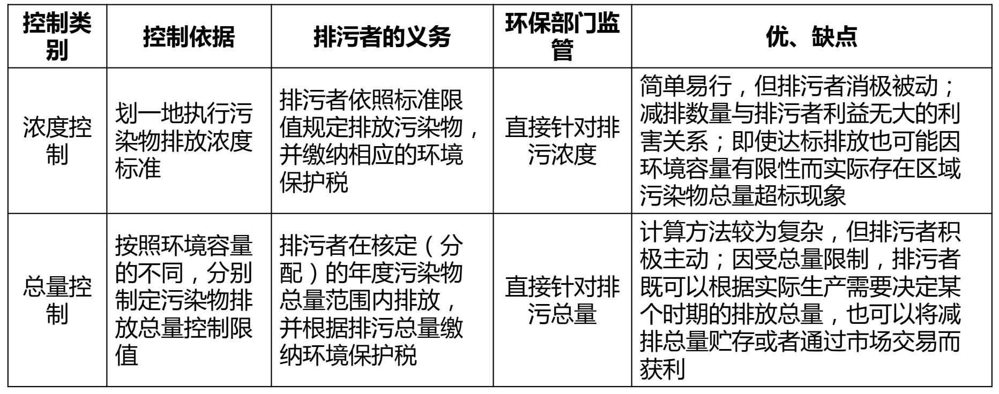 控制类
别
控制依据
排污者的义务
环保部门监
管
优、缺点
浓度控
制
划一地执行污
染物排放浓度
标准
排污者依照标准限
值规定排放污染物，
并缴纳相应的环境
保护税
直接针对排
污浓度
简单易行，但排污者消极被动；
减排数量与排污者利益无大的利
害关系；即使达标排放也可能因
环境容量有限性而实际存在区域
污染物总量超标现象
总量控
制
按照环境容量
的不同，分别
制定污染物排
放总量控制限
值
排污者在核定（分
配）的年度污染物
总量范围内排放，
并根据排污总量缴
纳环境保护税
直接针对排
污总量
计算方法较为复杂，但排污者积
极主动；因受总量限制，排污者
既可以根据实际生产需要决定某
个时期的排放总量，也可以将减
排总量贮存或者通过市场交易而
获利